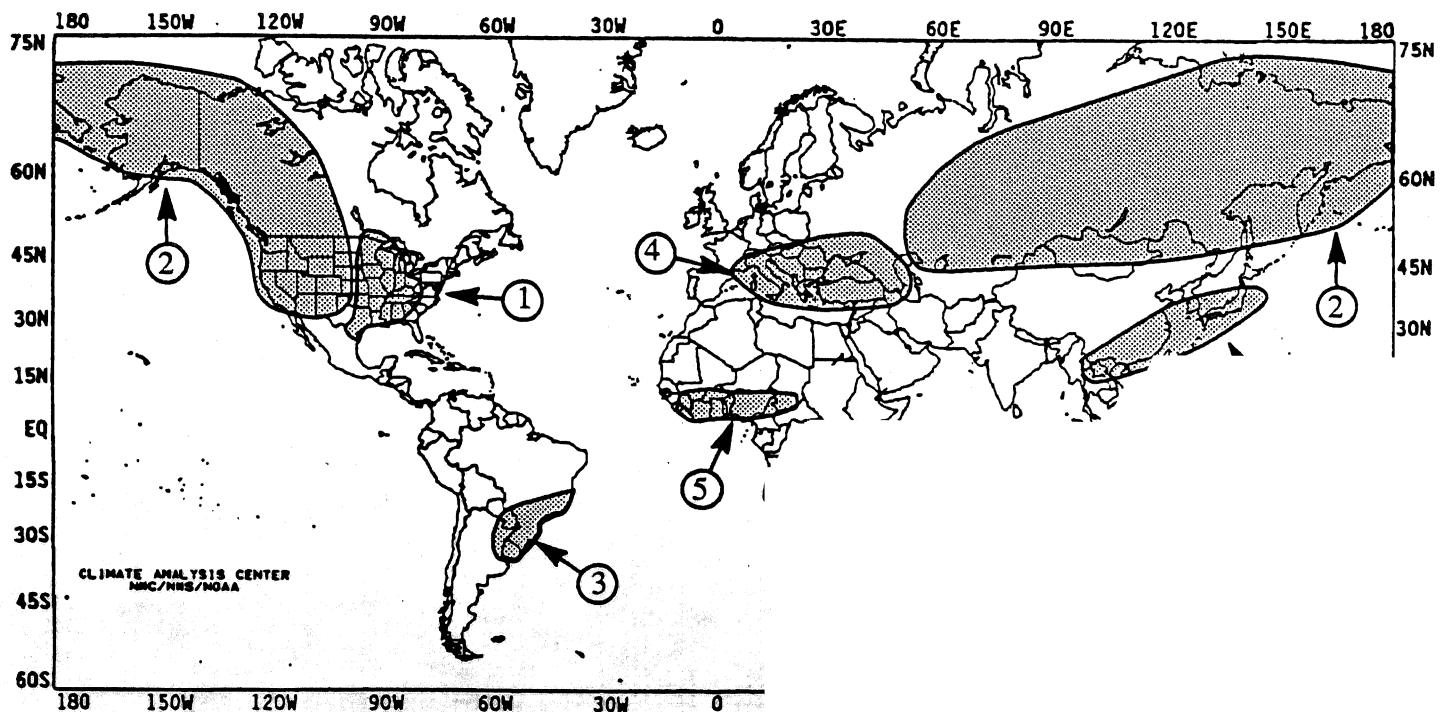 180 150W 120W 90W 60W 30W 0 30E 60E 90E 120E 150E 180
75N 75N
60N 60N
45N 45N
30N 30N
15N
EQ
15S
30S
45S
60S
2
1
4
2
5
3
CLIMATE ANALYSIS CENTER
NMC/NWS/NOAA
180 150W 120W 90W 60W 30W 0